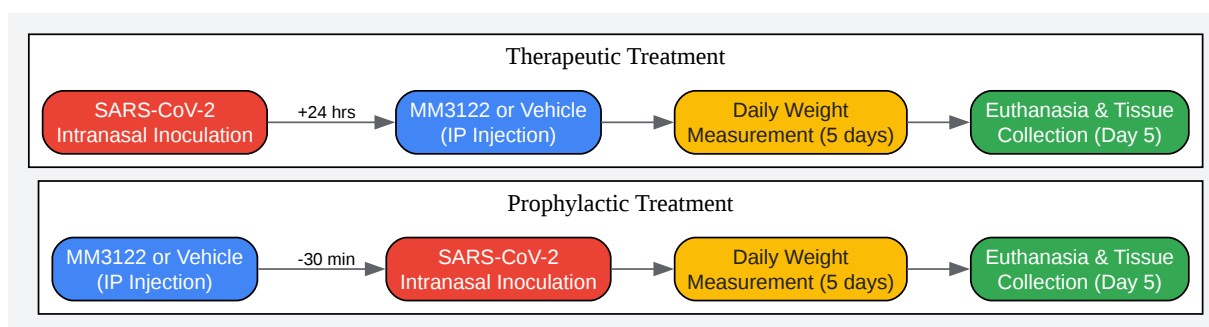 Therapeutic Treatment
SARS-CoV-2
Intranasal Inoculation
+24 hrs
MM3122 or Vehicle
(IP Injection)
Daily Weight
Measurement (5 days)
Euthanasia & Tissue
Collection (Day 5)
Prophylactic Treatment
MM3122 or Vehicle
(IP Injection)
-30 min
SARS-CoV-2
Intranasal Inoculation
Daily Weight
Measurement (5 days)
Euthanasia & Tissue
Collection (Day 5)